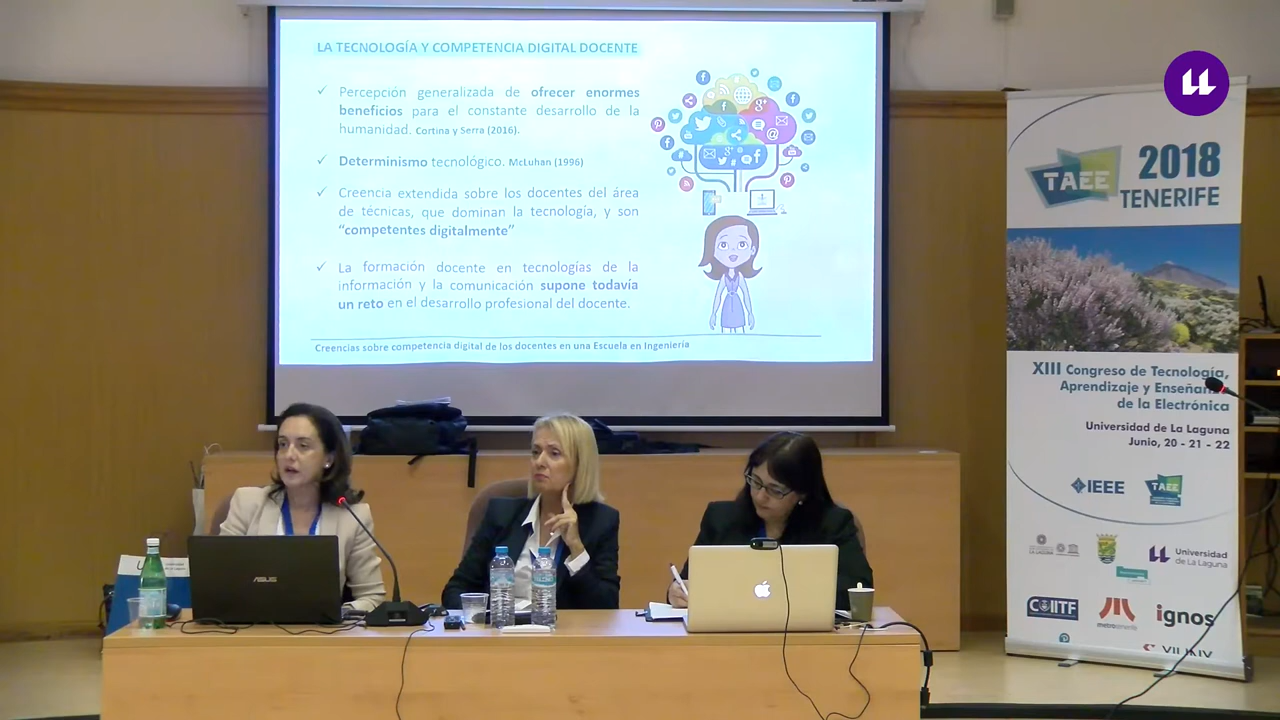 LA TECNOLOGÍA Y COMPETENCIA DIGITAL DOCENTE
Percepción generalizada de ofrecer enormes
beneficios para el constante desarrollo de la
humanidad. Cortina y Serra (2016).
Determinismo tecnológico. McLuhan (1996)
Creencia extendida sobre los docentes del área
de técnicas, que dominan la tecnología, y son
“competentes digitalmente”
La formación docente en tecnologías de la
información y la comunicación supone todavía
un reto en el desarrollo profesional del docente.
Creencias sobre competencia digital de los docentes en una Escuela en Ingeniería
TAEE
2018
TENERIFE
XIII Congreso de Tecnología,
Aprendizaje y
de la Electrónica
Universidad de La Laguna
Junio, 20 - 21 - 22
IEEE
TAEE
Universidad
de La Laguna
COIITF
metrotenerife
ignos
ASUS